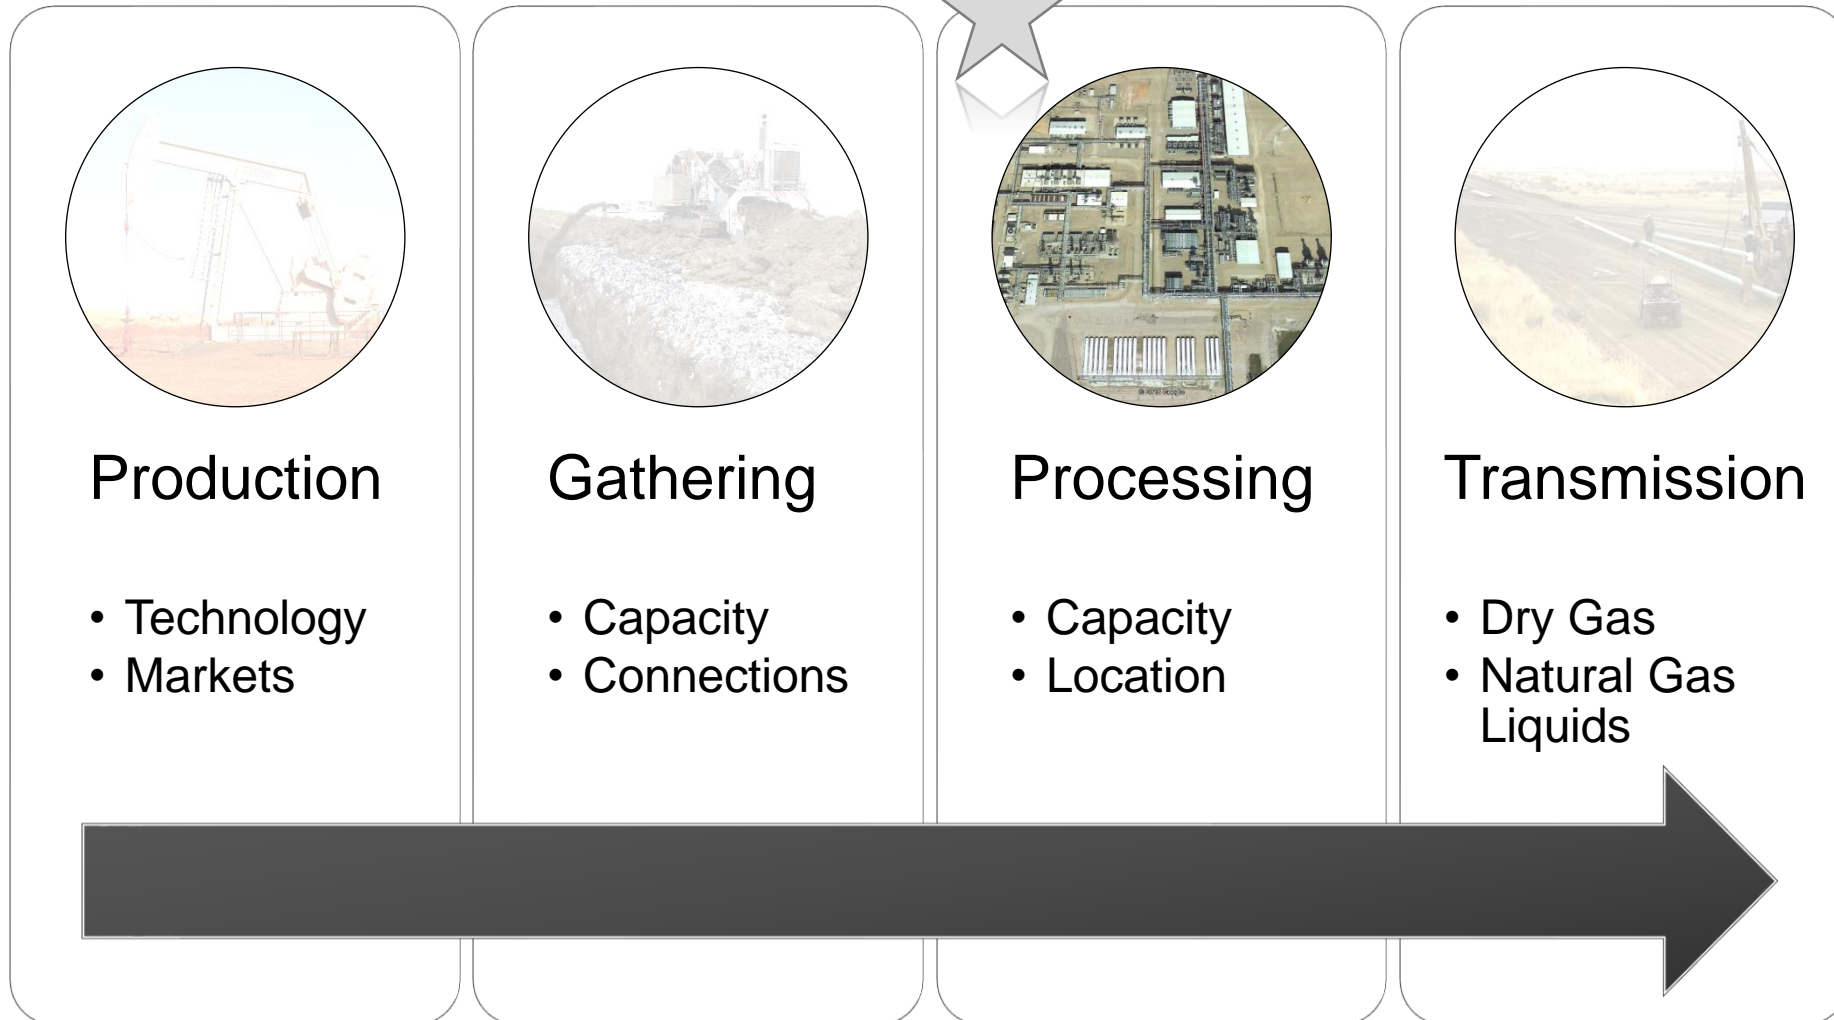 Production
• Technology
• Markets
Gathering
• Capacity
• Connections
Processing
• Capacity
• Location
Transmission
• Dry Gas
• Natural Gas
Liquids